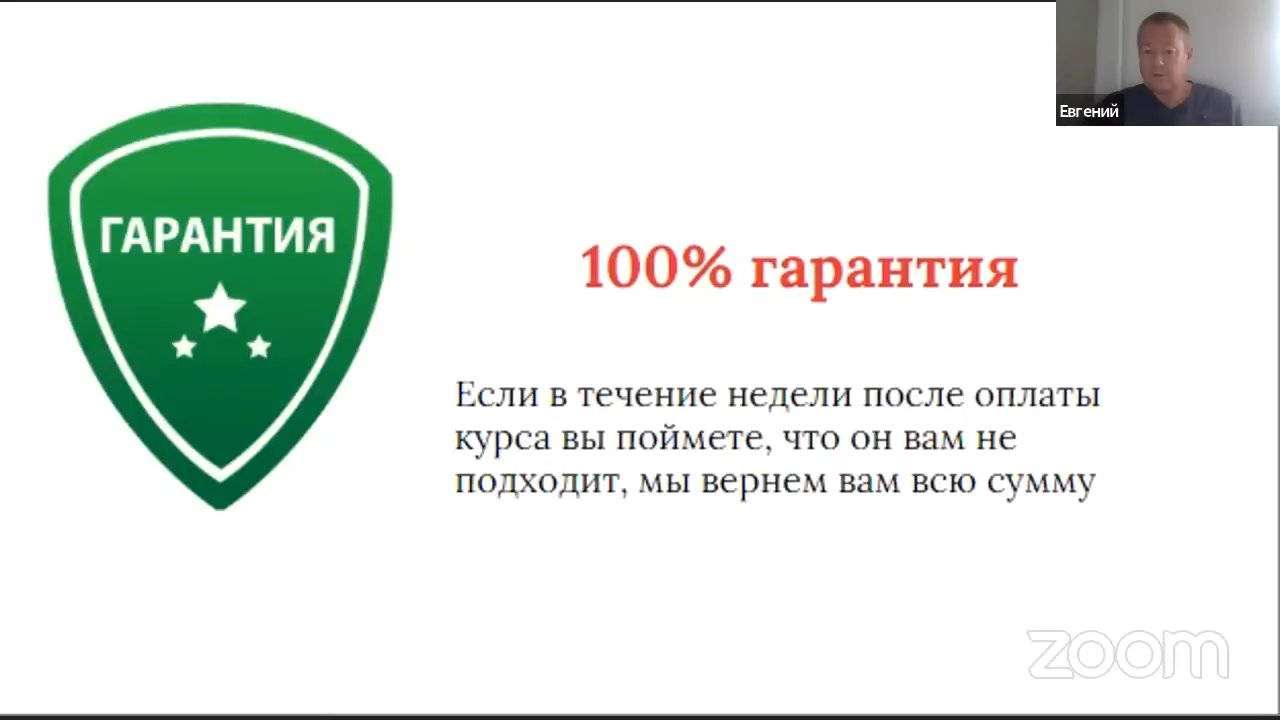 Евгений
ГАРАНТИЯ
100% гарантия
Если в течение недели после оплаты
курса вы поймете, что он вам не
подходит, мы вернем вам всю сумму
zoom